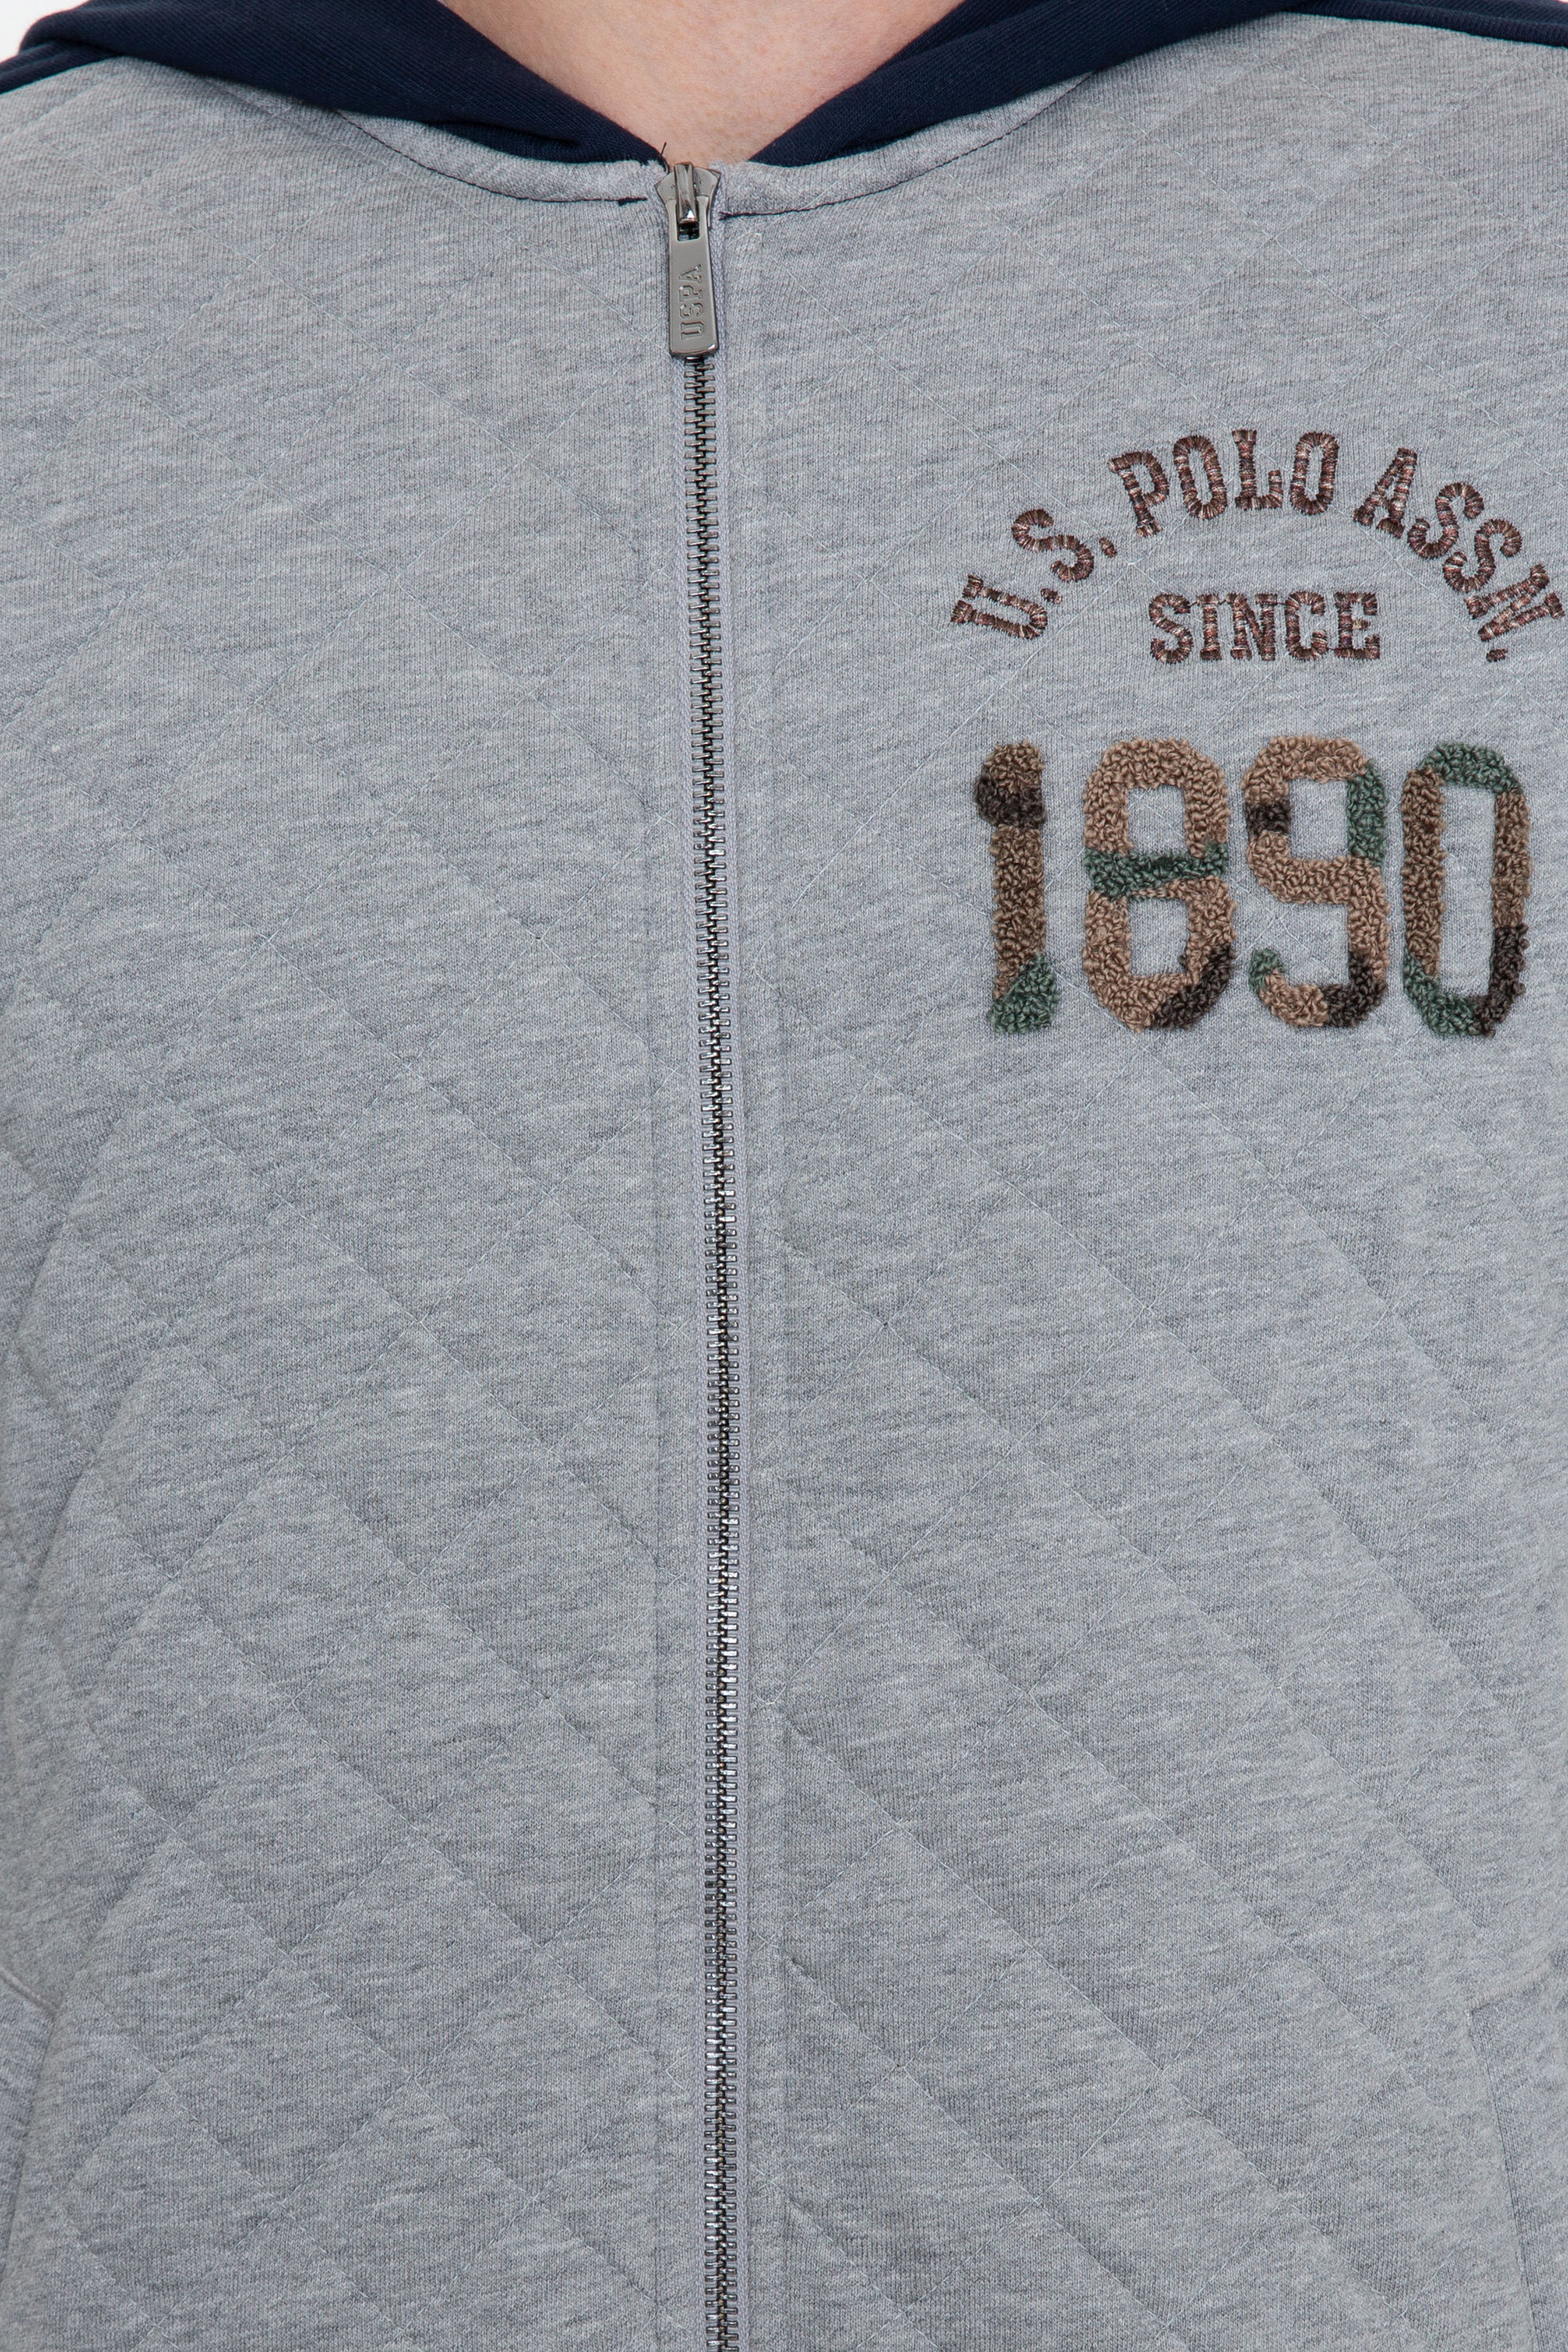 USPA
U.S. POLO ASSN.
SINCE
1890